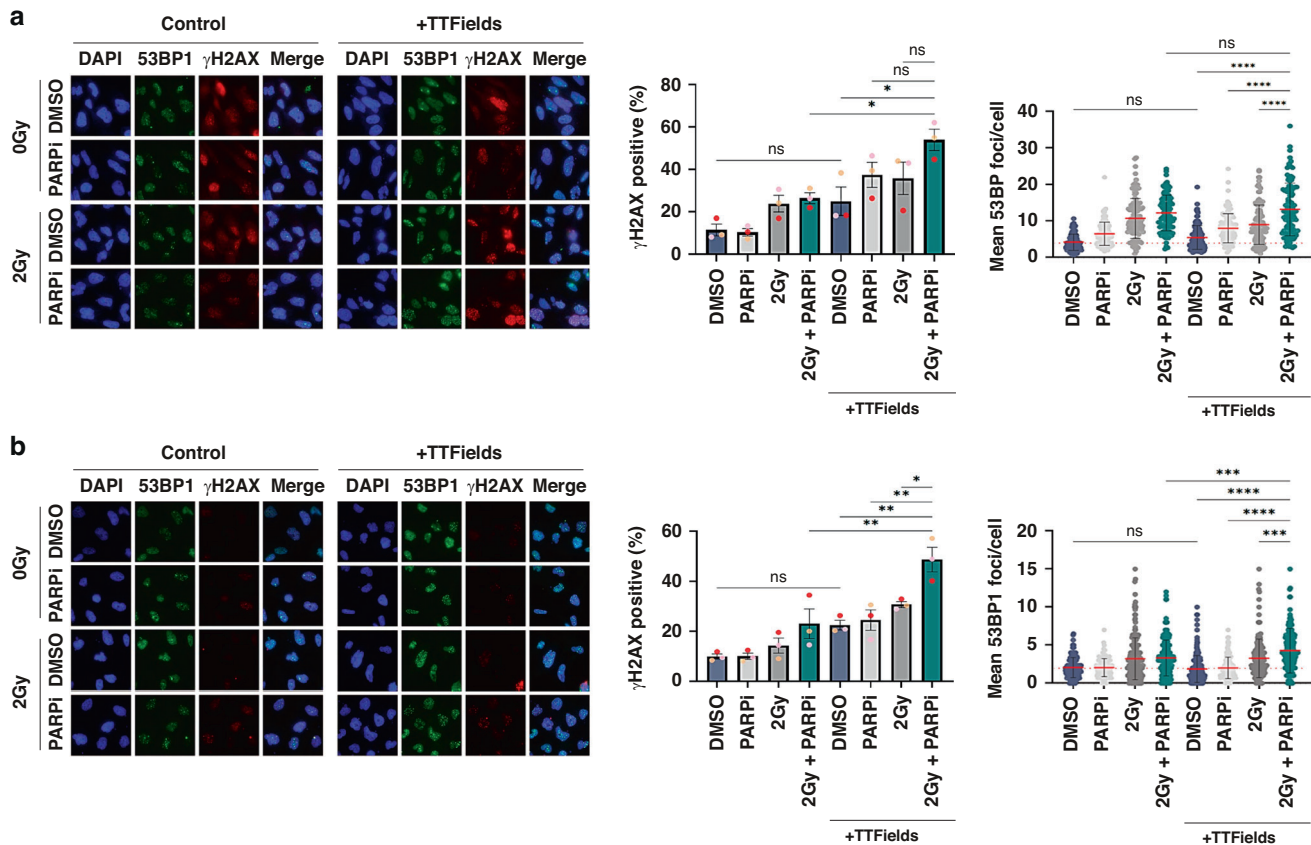 a
Control
+TTFields
DAPI 53BP1 γH2AX Merge
DAPI 53BP1 γH2AX Merge
0Gy
DMSO
PARPi
2Gy
DMSO
PARPi
γH2AX positive (%)
80
60
40
20
0
ns
ns
*
*
ns
DMSO
PARPi
2Gy
2Gy + PARPi
DMSO
PARPi
2Gy
2Gy + PARPi
+TTFields
Mean 53BP foci/cell
40
30
20
10
0
ns
****
****
ns
****
DMSO
PARPi
2Gy
2Gy + PARPi
DMSO
PARPi
2Gy
2Gy + PARPi
+TTFields
b
Control
+TTFields
DAPI 53BP1 γH2AX Merge
DAPI 53BP1 γH2AX Merge
0Gy
DMSO
PARPi
2Gy
DMSO
PARPi
γH2AX positive (%)
60
40
20
0
*
**
**
**
ns
DMSO
PARPi
2Gy
2Gy + PARPi
DMSO
PARPi
2Gy
2Gy + PARPi
+TTFields
Mean 53BP1 foci/cell
20
15
10
5
0
***
****
****
ns
***
DMSO
PARPi
2Gy
2Gy + PARPi
DMSO
PARPi
2Gy
2Gy + PARPi
+TTFields